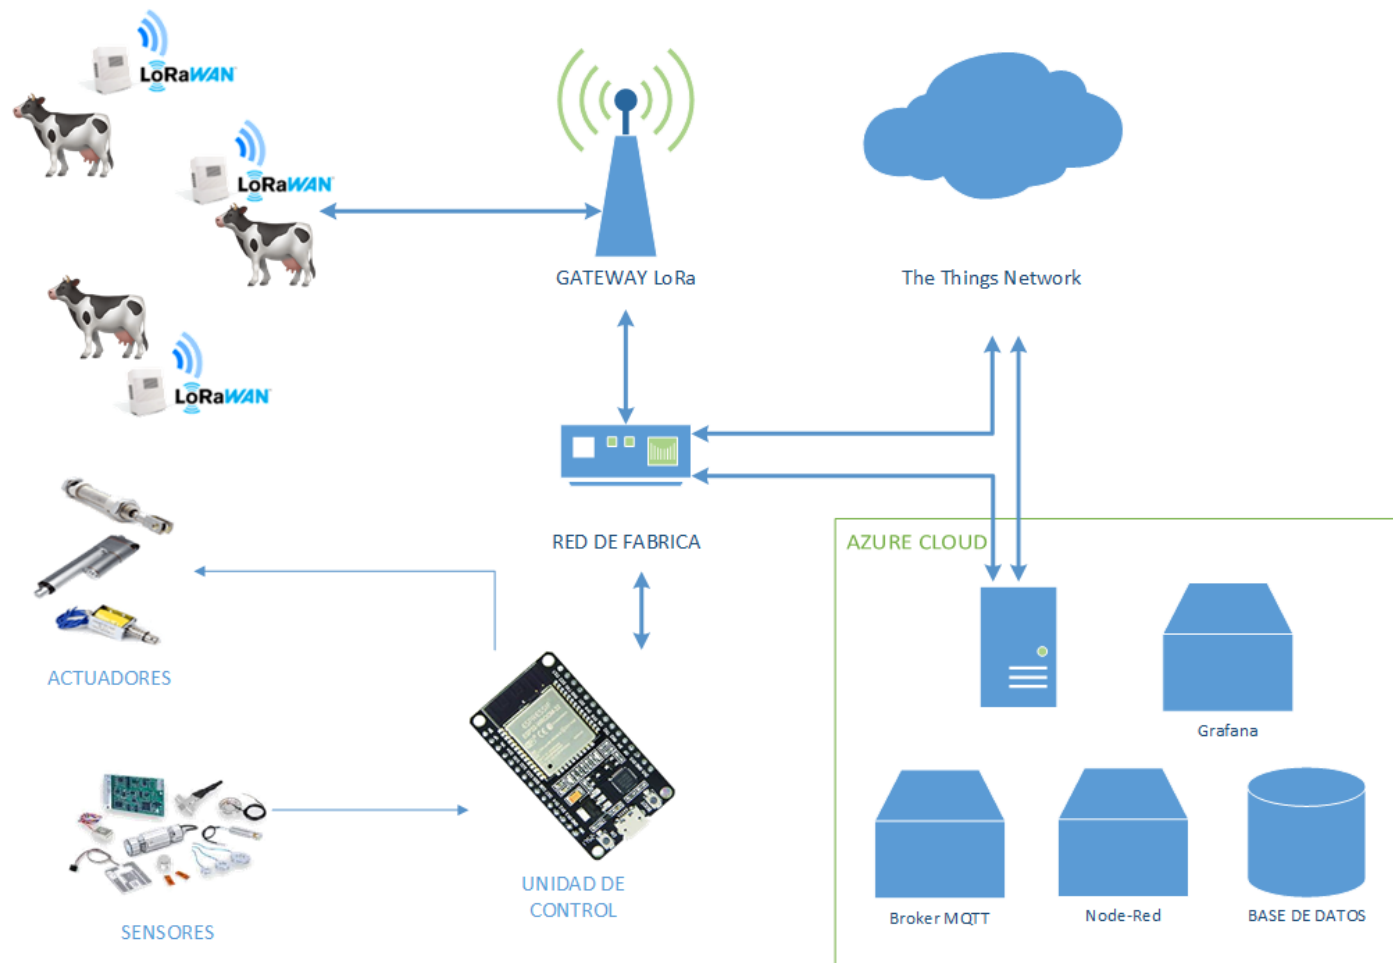 LoRaWAN
LoRaWAN
GATEWAY LoRa
The Things Network
LoRaWAN
RED DE FABRICA
AZURE CLOUD
ACTUADORES
Grafana
UNIDAD DE
CONTROL
SENSORES
Broker MQTT
Node-Red
BASE DE DATOS